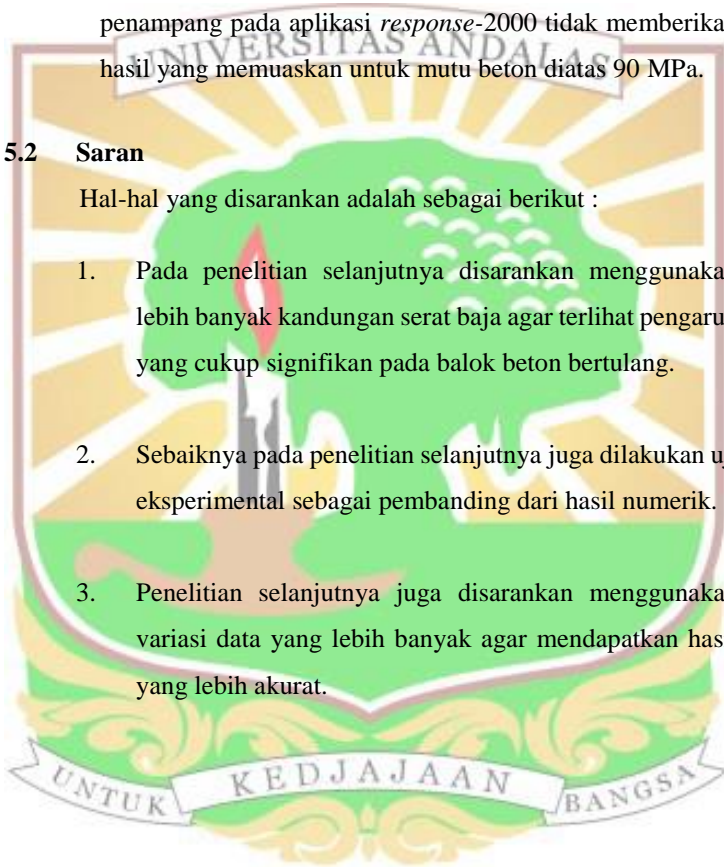 penampang pada aplikasi response-2000 tidak memberika
UNIVERSITAS ANDALAS
hasil yang memuaskan untuk mutu beton diatas 90 MPa.
5.2 Saran
Hal-hal yang disarankan adalah sebagai berikut :
1. Pada penelitian selanjutnya disarankan menggunaka
lebih banyak kandungan serat baja agar terlihat pengaru
yang cukup signifikan pada balok beton bertulang.
2. Sebaiknya pada penelitian selanjutnya juga dilakukan u
eksperimental sebagai pembanding dari hasil numerik.
3. Penelitian selanjutnya juga disarankan menggunaka
variasi data yang lebih banyak agar mendapatkan has
yang lebih akurat.
UNTUK KEDJAJAAN BANGSA